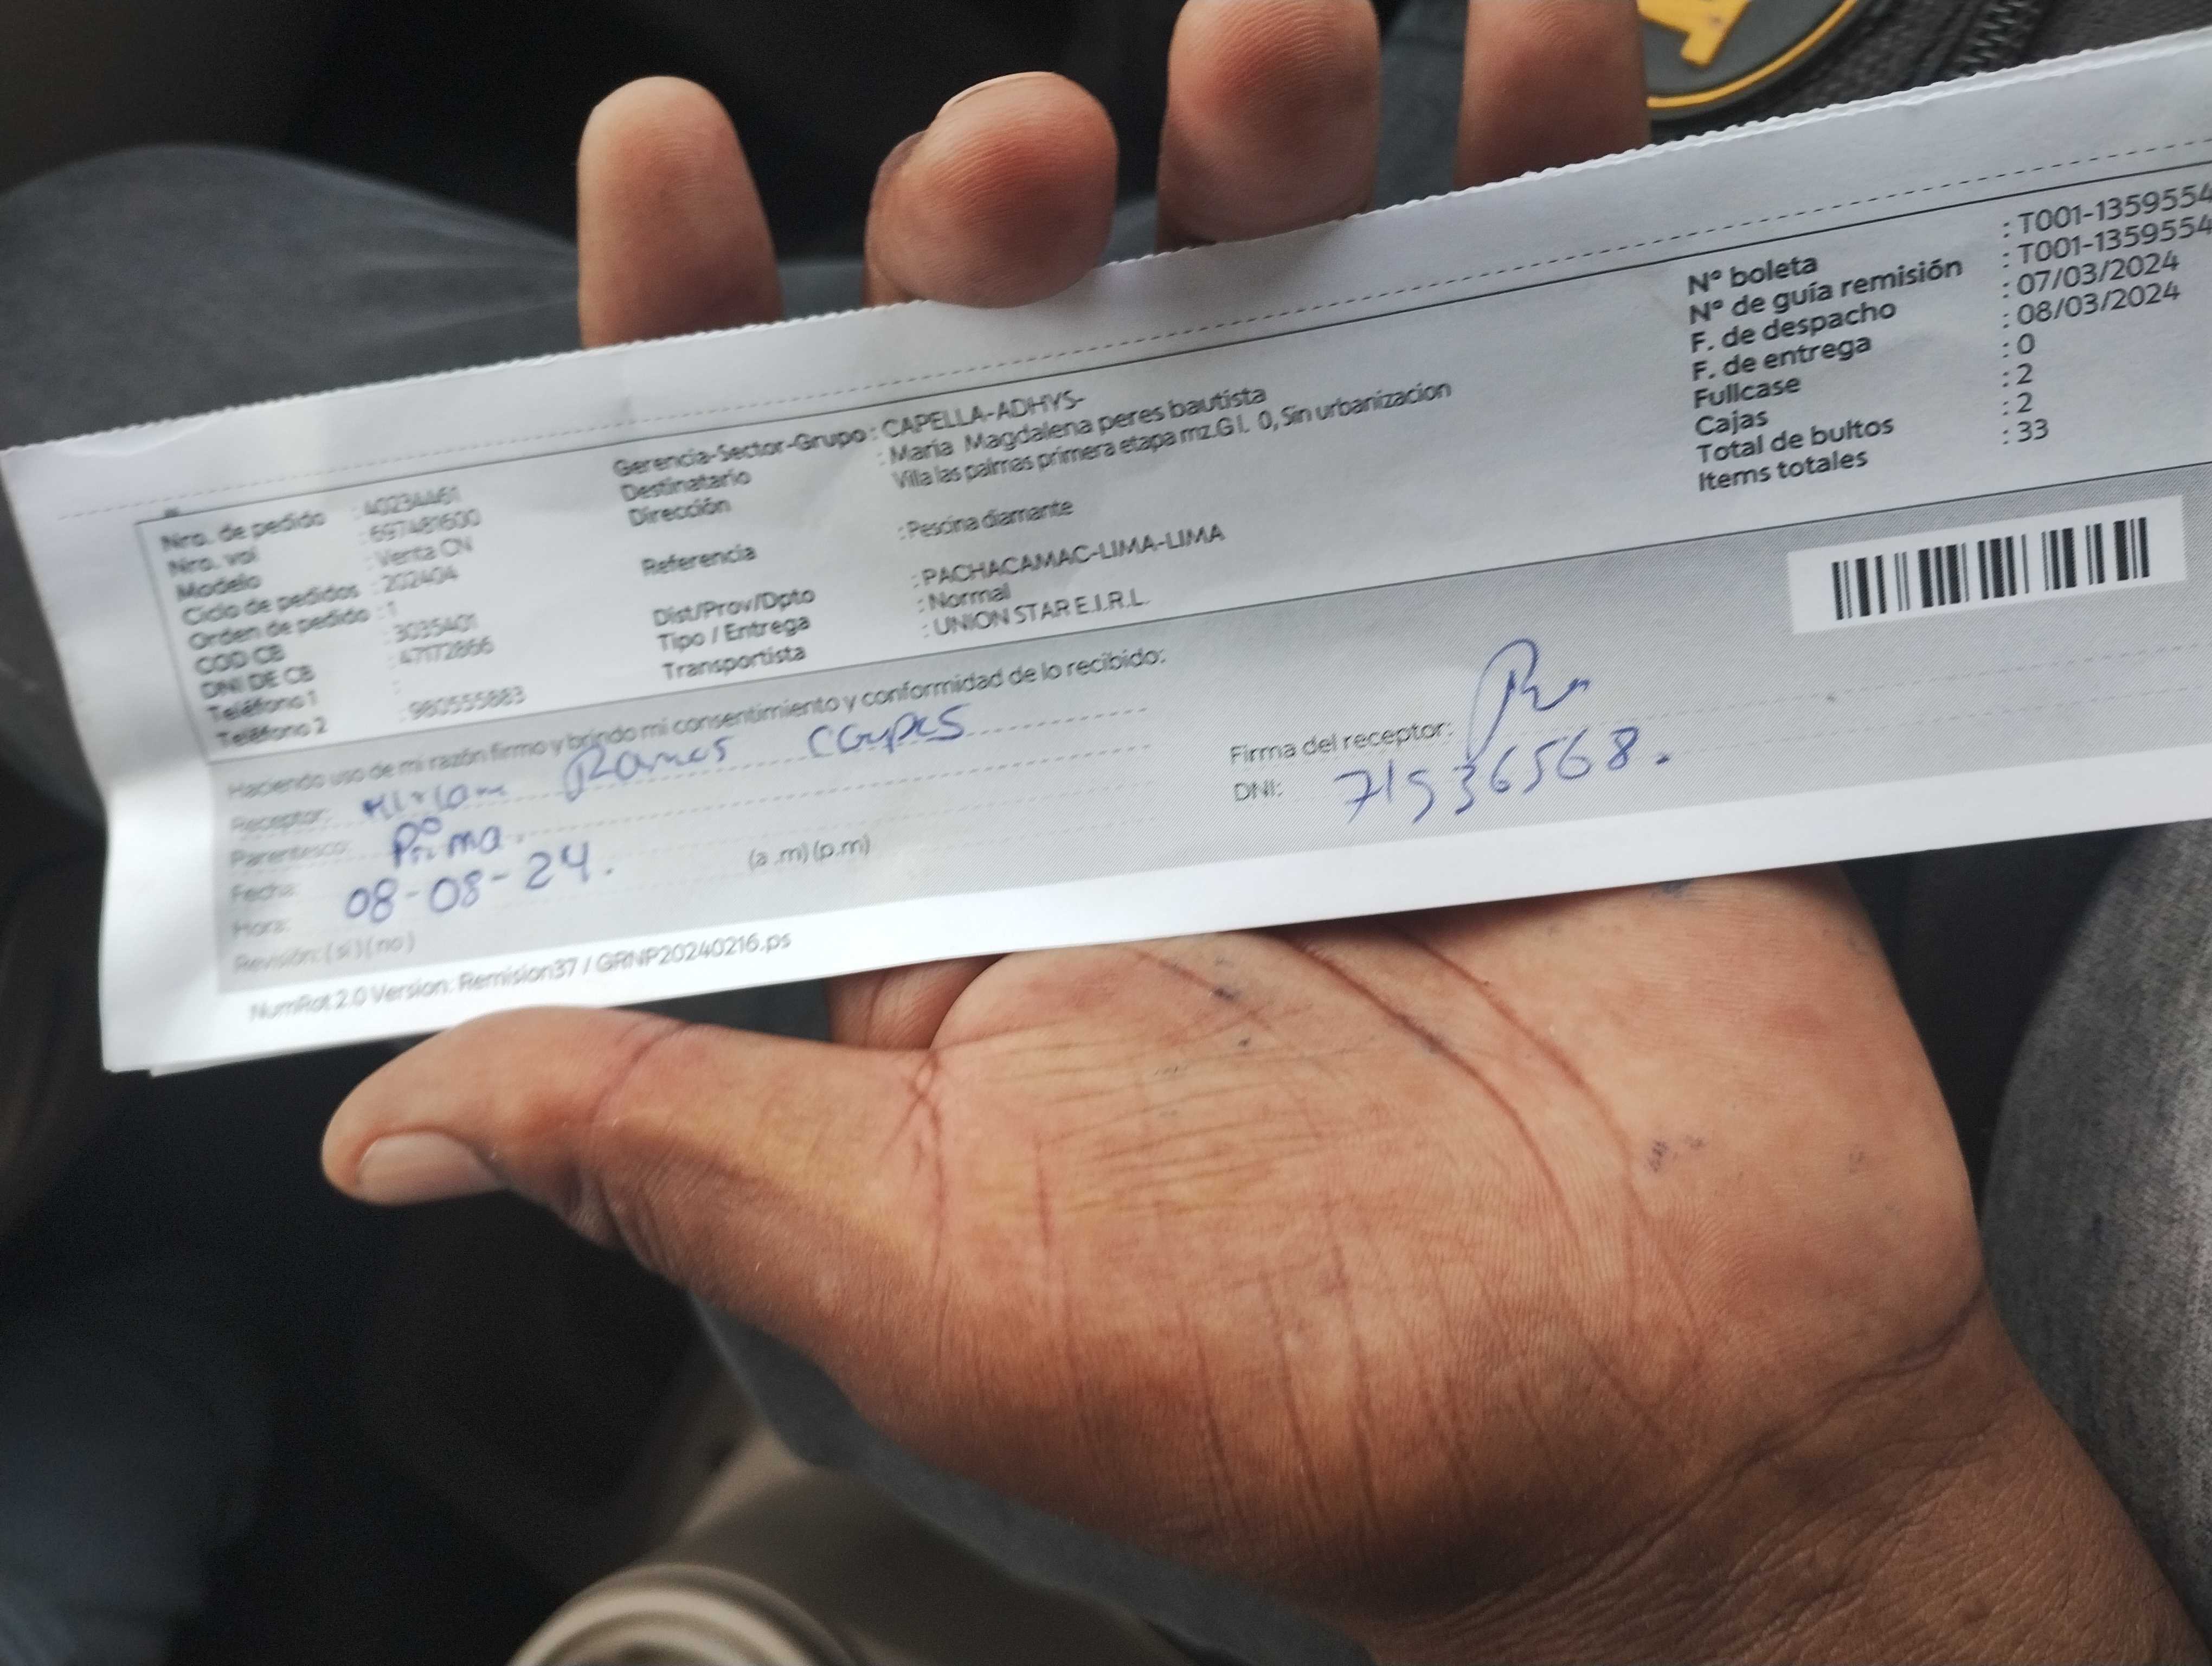 Nro. de pedido : 40234461
Nro. vol : 697481600
Modelo : Venta CN
Ciclo de pedidos : 202404
Orden de pedido : 1
COD CB : 3035401
DNI DE CB : 47172866
Teléfono 1 :
Teléfono 2 : 980555883
Gerencia-Sector-Grupo : CAPELLA-ADHYS-
Destinatario : Maria Magdalena peres bautista
Dirección Villa las palmas primera etapa mz.G l. 0, Sin urbanizacion
Referencia : Pescina diamante
Dist/Prov/Dpto : PACHACAMAC-LIMA-LIMA
Tipo / Entrega : Normal
Transportista : UNION STAR E.I.R.L.
Nº boleta : T001-1359554
Nº de guía remisión : T001-1359554
F. de despacho : 07/03/2024
F. de entrega : 08/03/2024
Fullcase : 0
Cajas : 2
Total de bultos : 2
Items totales : 33
Haciendo uso de mi razón firmo y brindo mi consentimiento y conformidad de lo recibido:
Receptor: Miriam Ramos
Parentesco: Prima.
Fecha: 08-08-24.
Hora: (a .m) (p.m)
Revisión: ( si ) ( no )
Firma del receptor:
DNI: 71936568.
NumRot 2.0 Version: Remision37 / GRNP20240216.ps